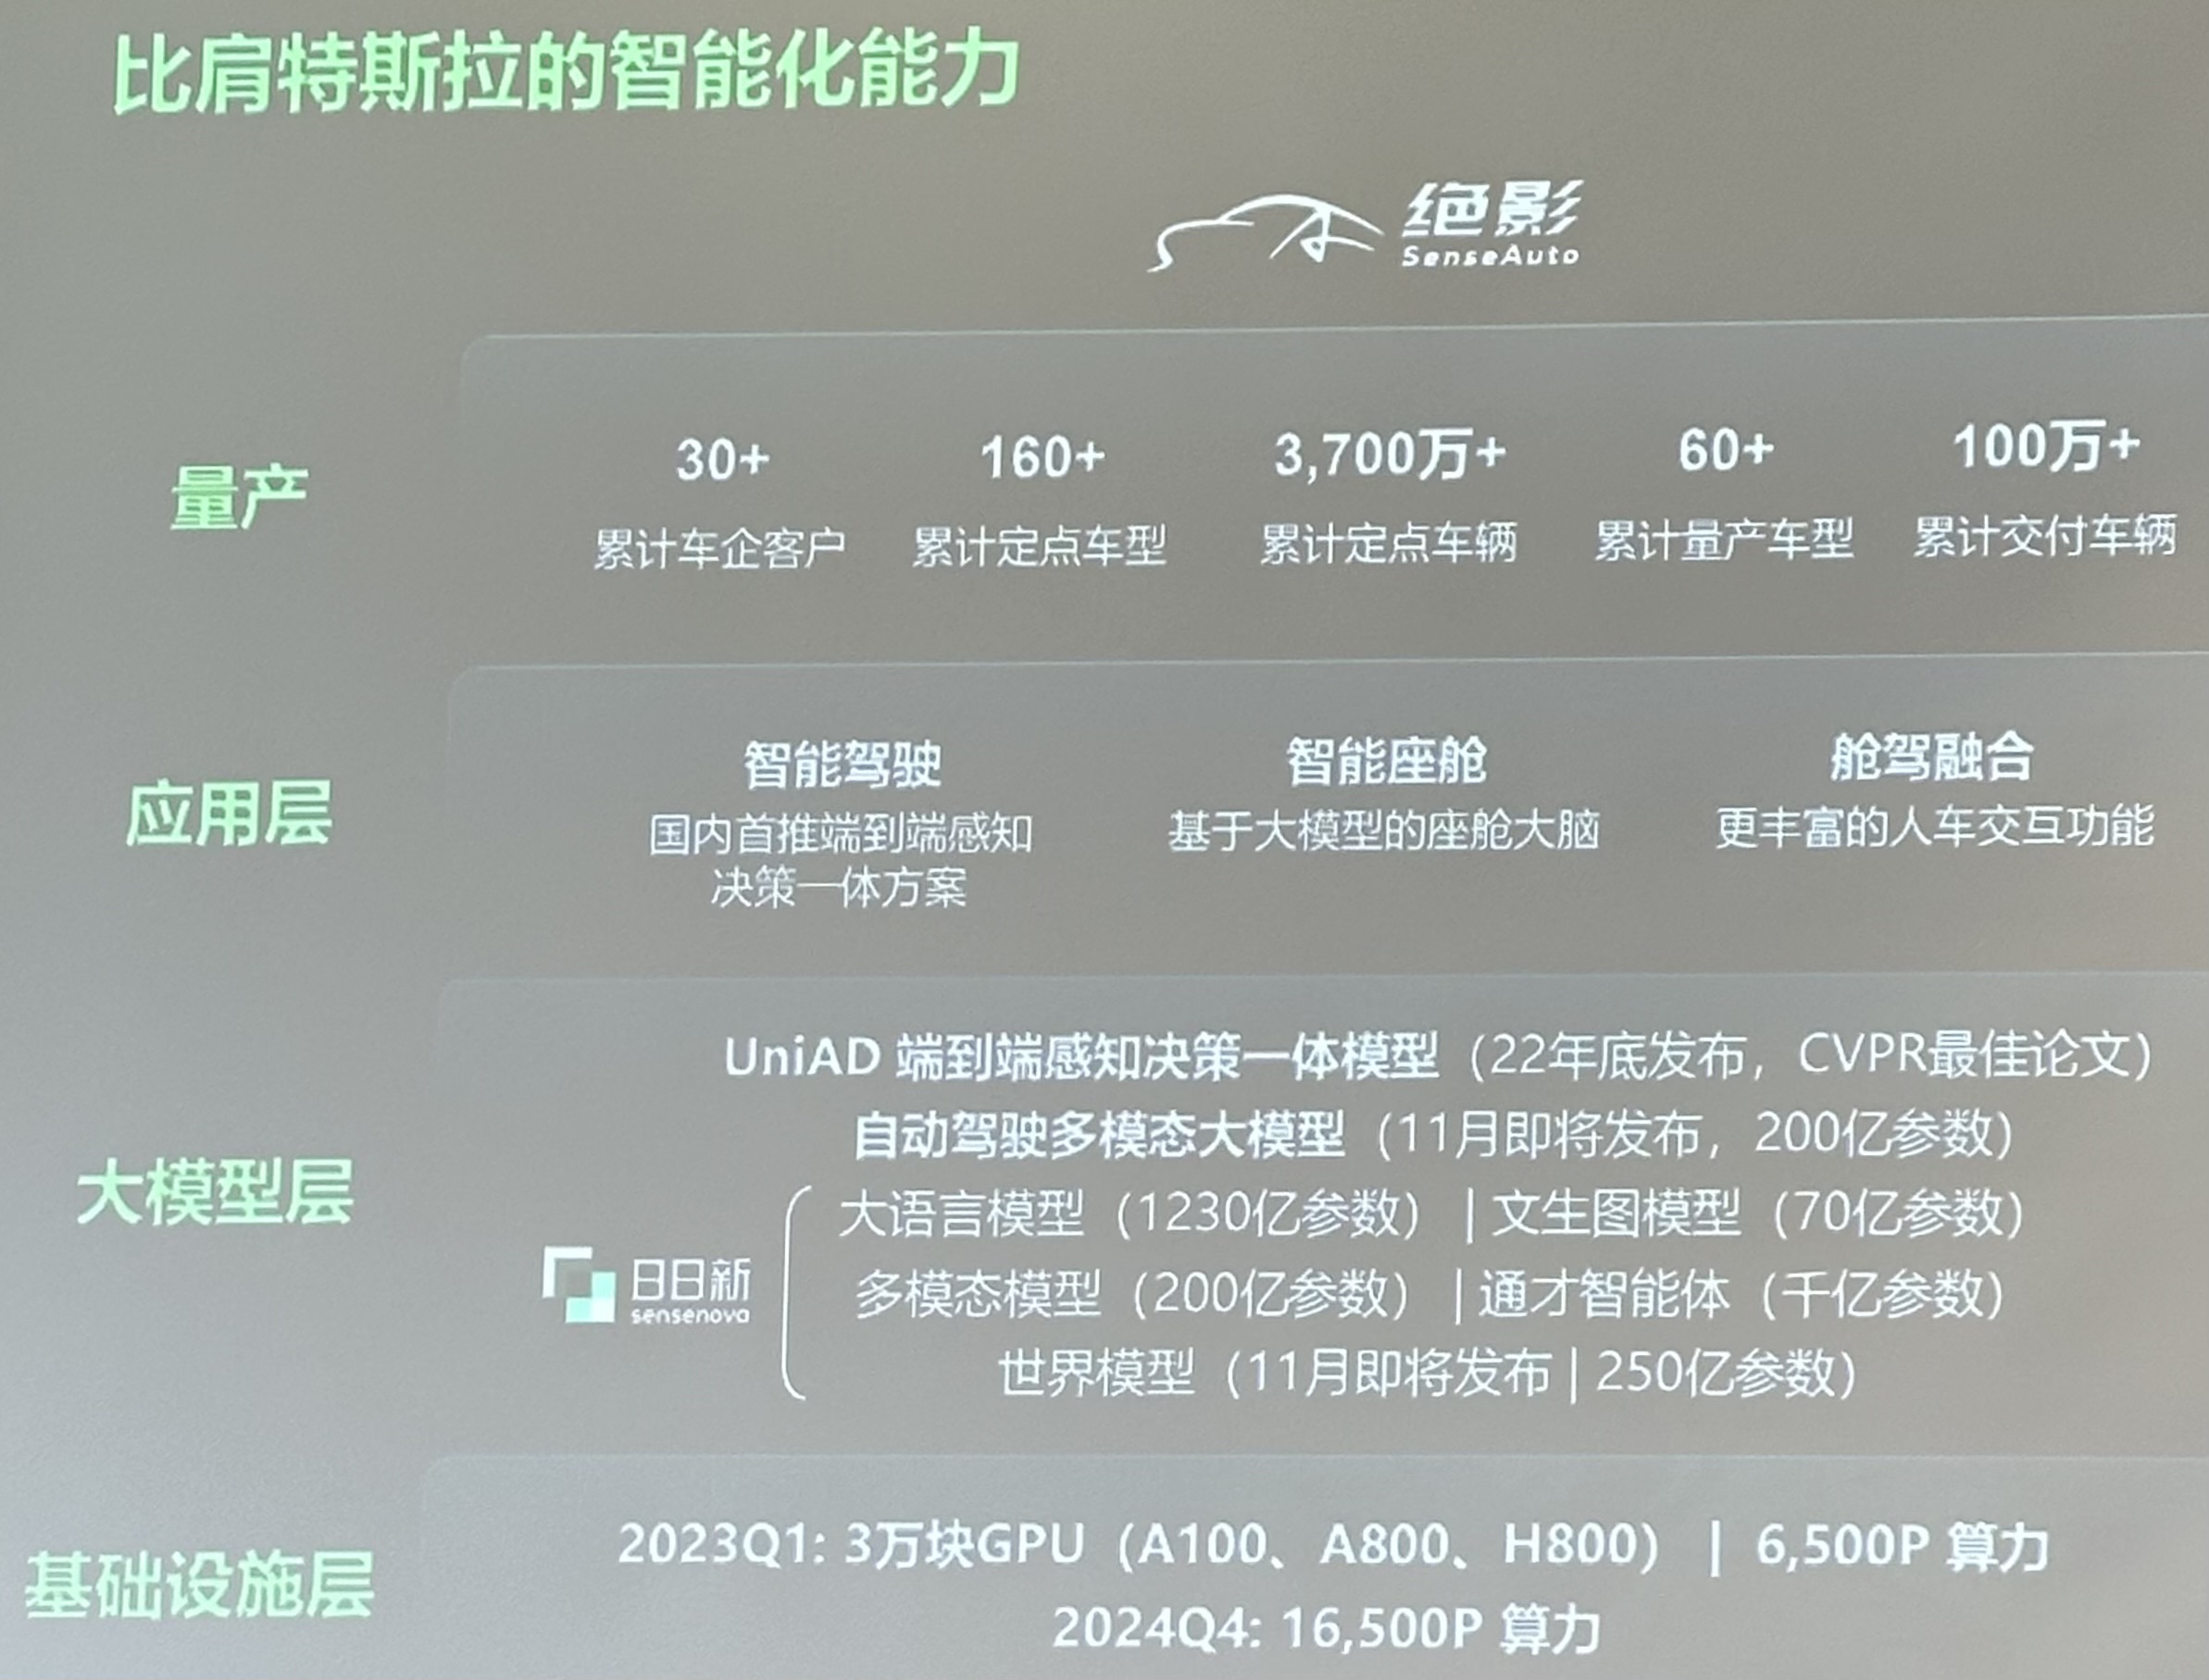 比肩特斯拉的智能化能力
绝影
SenseAuto
量产
30+ 160+ 3,700万+ 60+ 100万+
累计车企客户 累计定点车型 累计定点车辆 累计量产车型 累计交付车辆
应用层
智能驾驶 智能座舱 舱驾融合
国内首推端到端感知 基于大模型的座舱大脑 更丰富的人车交互功能
决策一体方案
大模型层
UniAD 端到端感知决策一体模型（22年底发布，CVPR最佳论文）
自动驾驶多模态大模型（11月即将发布，200亿参数）
日日新
sensenova
大语言模型（1230亿参数） | 文生图模型（70亿参数）
多模态模型（200亿参数） | 通才智能体（千亿参数）
世界模型（11月即将发布 | 250亿参数）
基础设施层
2023Q1: 3万块GPU（A100、A800、H800） | 6,500P 算力
2024Q4: 16,500P 算力